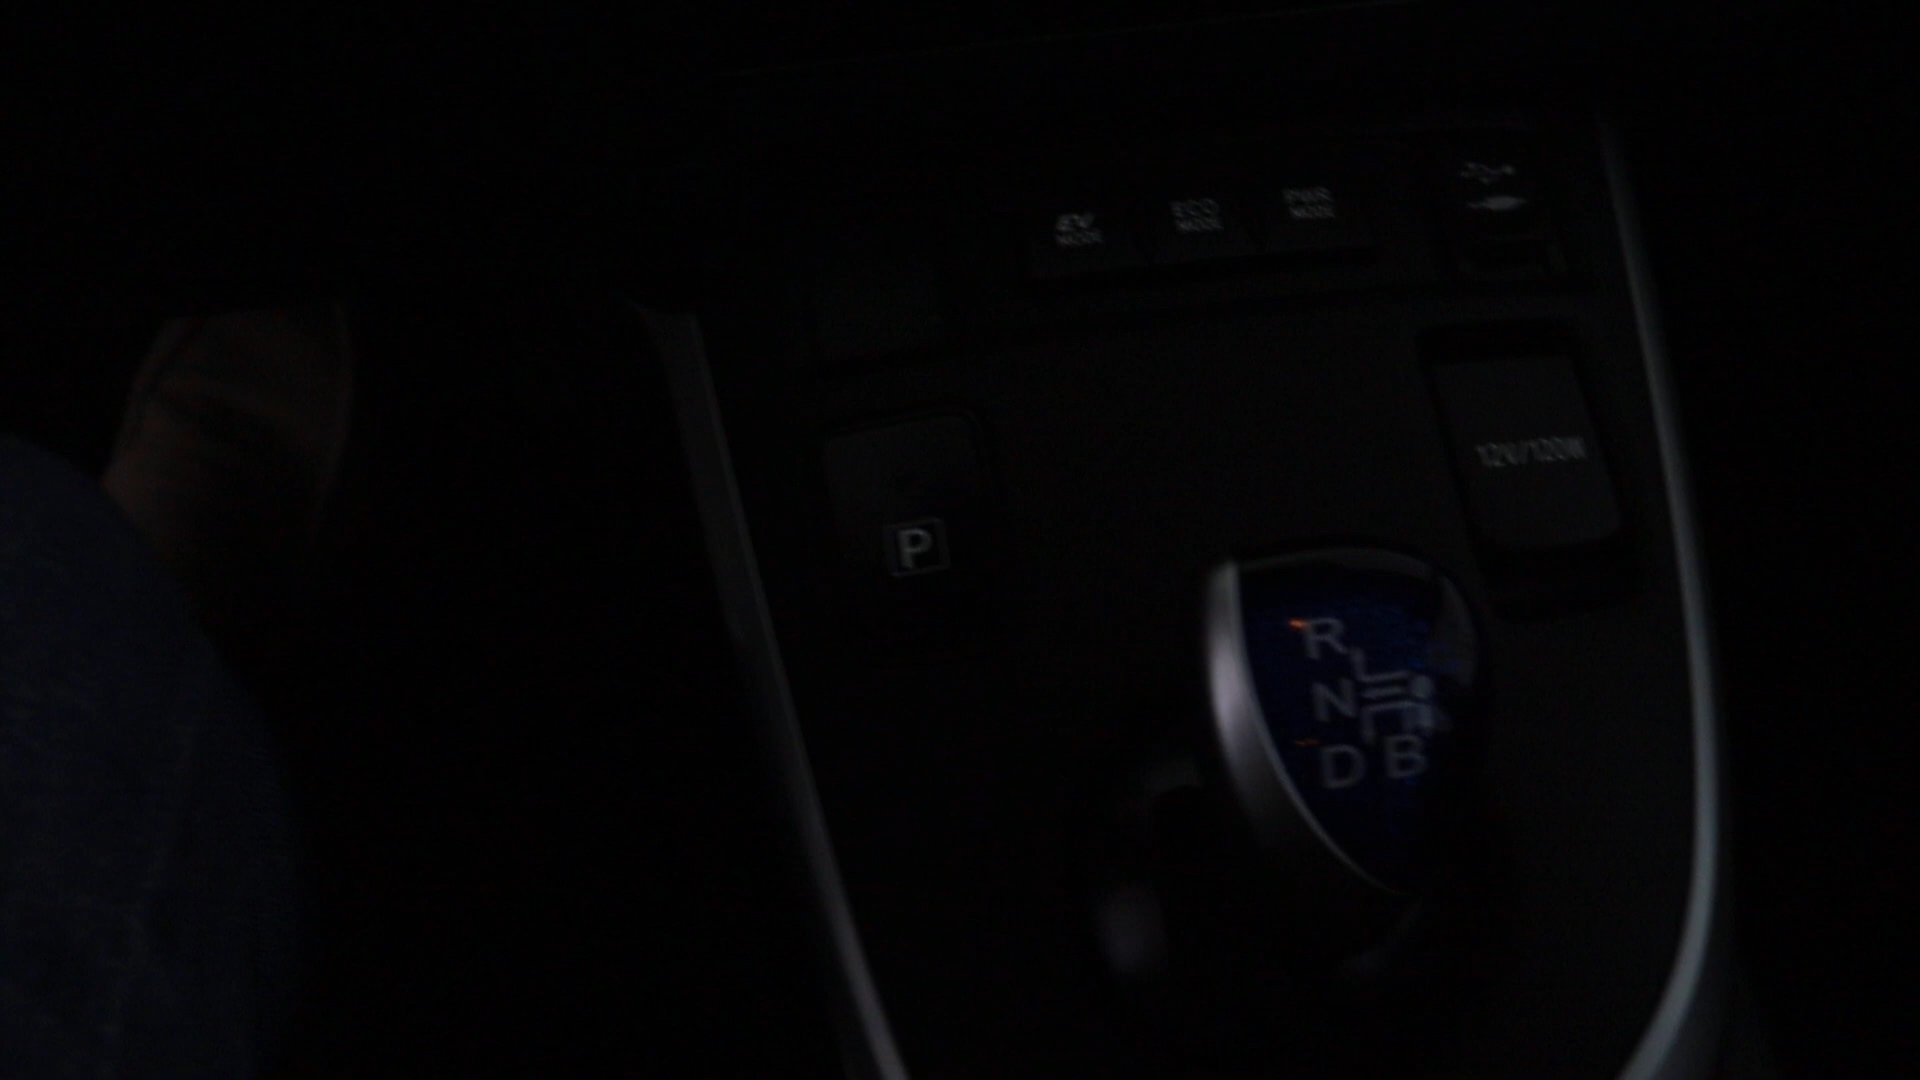 EV
MODE
ECO
MODE
PWR
MODE
12V/120W
P
R
N
D B